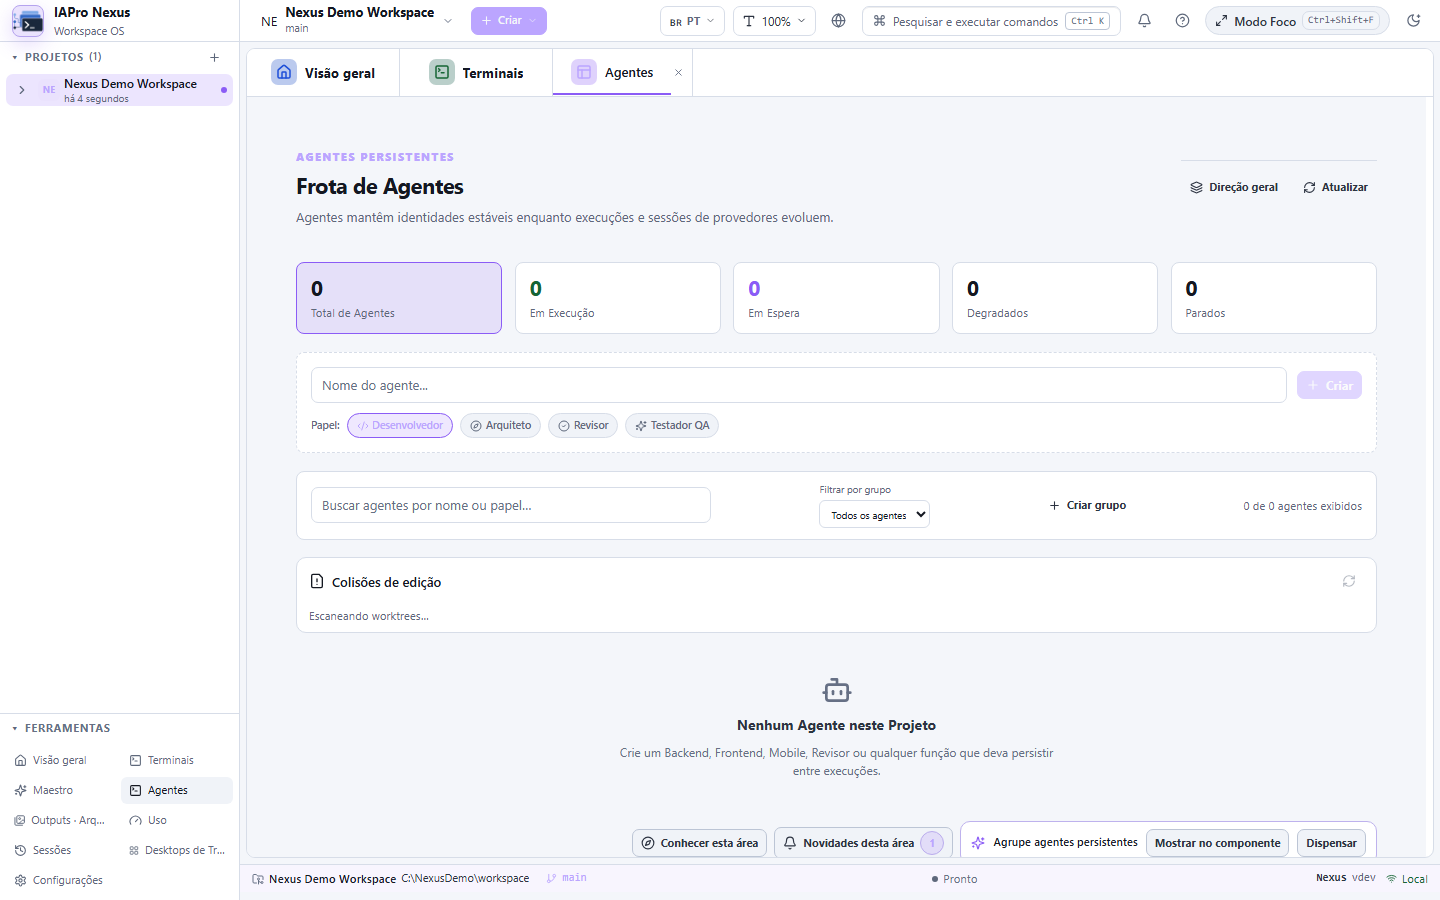 IAPro Nexus
Workspace OS
NE Nexus Demo Workspace
main
+ Criar
BR PT
T 100%
Pesquisar e executar comandos Ctrl K
Modo Foco Ctrl+Shift+F
PROJETOS (1)
NE Nexus Demo Workspace
há 4 segundos
Visão geral
Terminais
Agentes
AGENTES PERSISTENTES
Frota de Agentes
Agentes mantêm identidades estáveis enquanto execuções e sessões de provedores evoluem.
Direção geral
Atualizar
0
Total de Agentes
0
Em Execução
0
Em Espera
0
Degradados
0
Parados
Nome do agente...
+ Criar
Papel: Desenvolvedor Arquiteto Revisor Testador QA
Buscar agentes por nome ou papel...
Filtrar por grupo
Todos os agentes
+ Criar grupo
0 de 0 agentes exibidos
Colisões de edição
Escaneando worktrees...
Nenhum Agente neste Projeto
Crie um Backend, Frontend, Mobile, Revisor ou qualquer função que deva persistir
entre execuções.
Conhecer esta área
Novidades desta área 1
Agrupe agentes persistentes
Mostrar no componente
Dispensar
FERRAMENTAS
Visão geral
Terminais
Maestro
Agentes
Outputs · Arq...
Uso
Sessões
Desktops de Tr...
Configurações
Nexus Demo Workspace C:\NexusDemo\workspace main
Pronto
Nexus vdev
Local